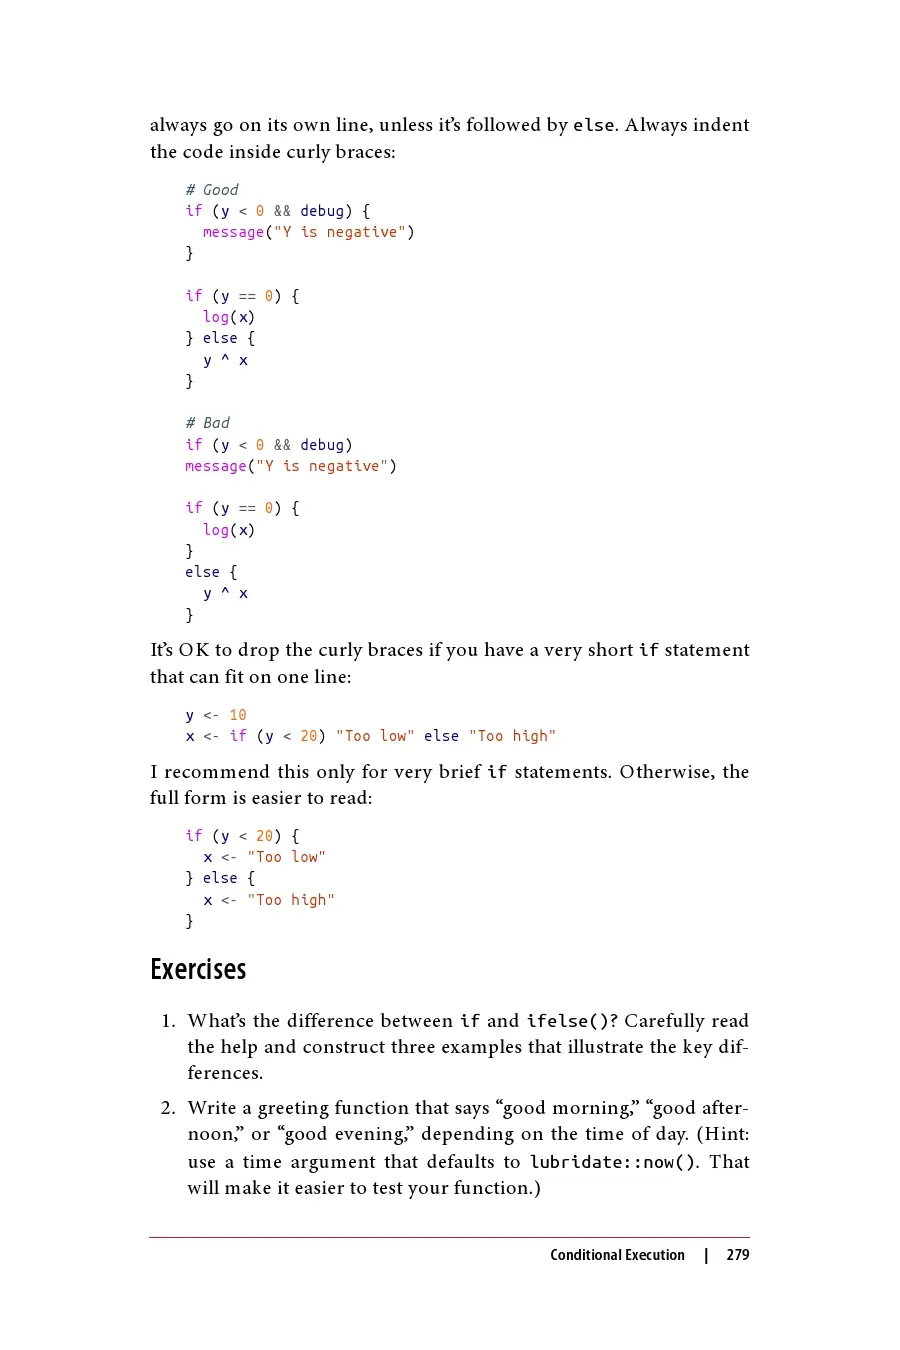 always go on its own line, unless it’s followed by else. Always indent
the code inside curly braces:
# Good
if (y < 0 && debug) {
  message("Y is negative")
}
if (y == 0) {
  log(x)
} else {
  y ^ x
}
# Bad
if (y < 0 && debug)
message("Y is negative")
if (y == 0) {
  log(x)
}
else {
  y ^ x
}
It’s OK to drop the curly braces if you have a very short if statement
that can fit on one line:
y <- 10
x <- if (y < 20) "Too low" else "Too high"
I recommend this only for very brief if statements. Otherwise, the
full form is easier to read:
if (y < 20) {
  x <- "Too low"
} else {
  x <- "Too high"
}
Exercises
1. What’s the difference between if and ifelse()? Carefully read
the help and construct three examples that illustrate the key dif-
ferences.
2. Write a greeting function that says “good morning,” “good after-
noon,” or “good evening,” depending on the time of day. (Hint:
use a time argument that defaults to lubridate::now(). That
will make it easier to test your function.)
Conditional Execution | 279